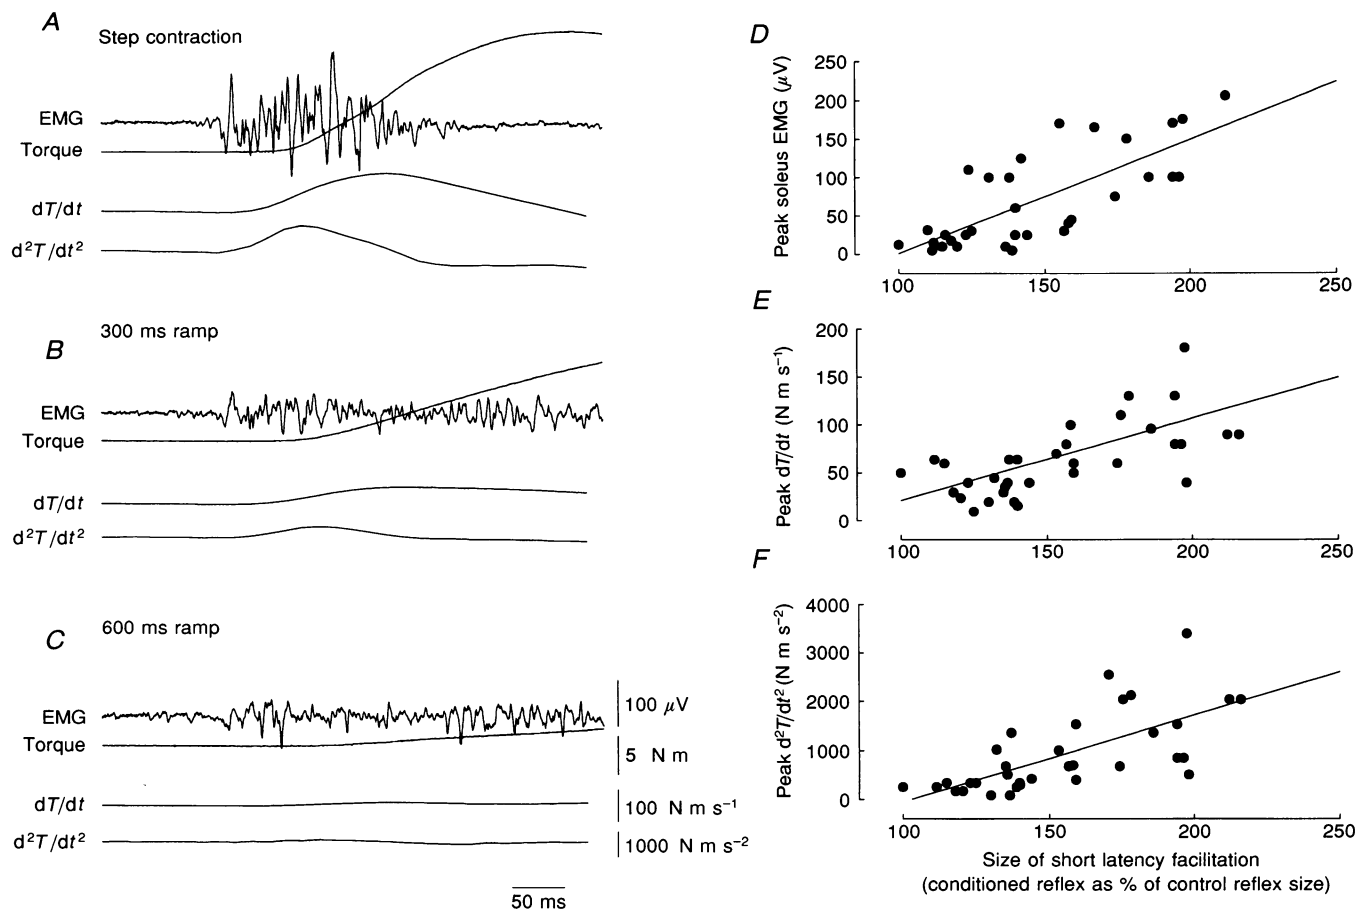 A
Step contraction
EMG
Torque
dT/dt
d²T/dt²
B
300 ms ramp
EMG
Torque
dT/dt
d²T/dt²
C
600 ms ramp
EMG
Torque
dT/dt
d²T/dt²
100 μV
5 N m
100 N m s⁻¹
1000 N m s⁻²
50 ms
D
Peak soleus EMG (μV)
250
200
150
100
50
0
100 150 200 250
E
Peak dT/dt (N m s⁻¹)
200
150
100
50
0
100 150 200 250
F
Peak d²T/dt² (N m s⁻²)
4000
3000
2000
1000
0
100 150 200 250
Size of short latency facilitation
(conditioned reflex as % of control reflex size)